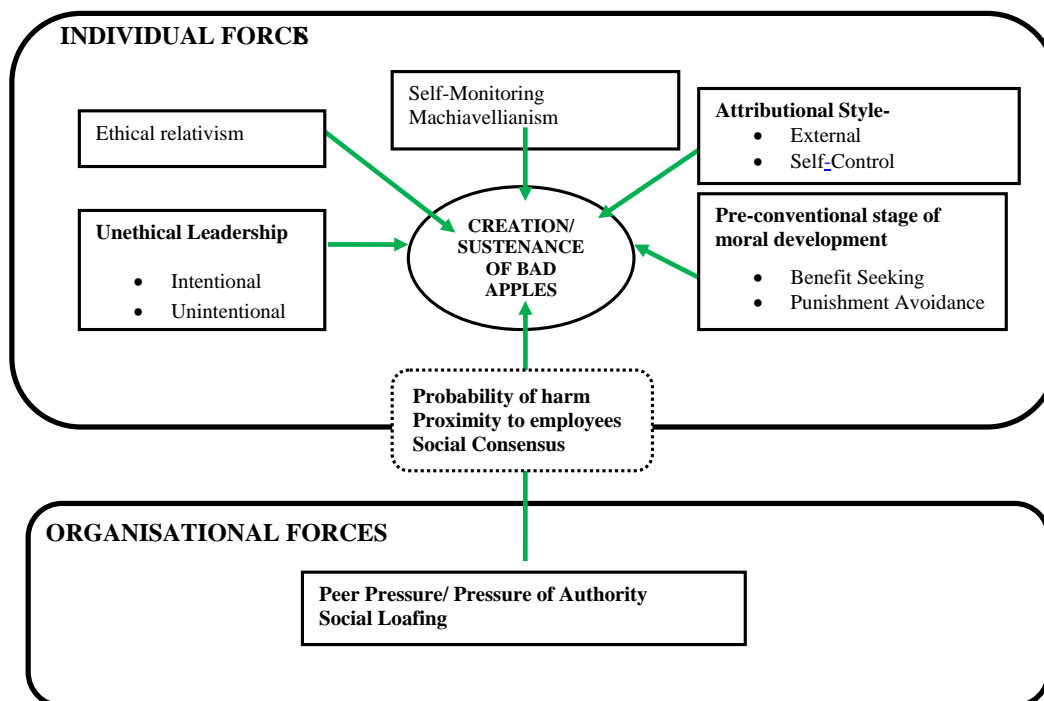 INDIVIDUAL FORCES
Self-Monitoring
Machiavellianism
Ethical relativism
Attributional Style-
• External
• Self-Control
Unethical Leadership
• Intentional
• Unintentional
CREATION/
SUSTENANCE
OF BAD
APPLES
Pre-conventional stage of
moral development
• Benefit Seeking
• Punishment Avoidance
Probability of harm
Proximity to employees
Social Consensus
ORGANISATIONAL FORCES
Peer Pressure/ Pressure of Authority
Social Loafing